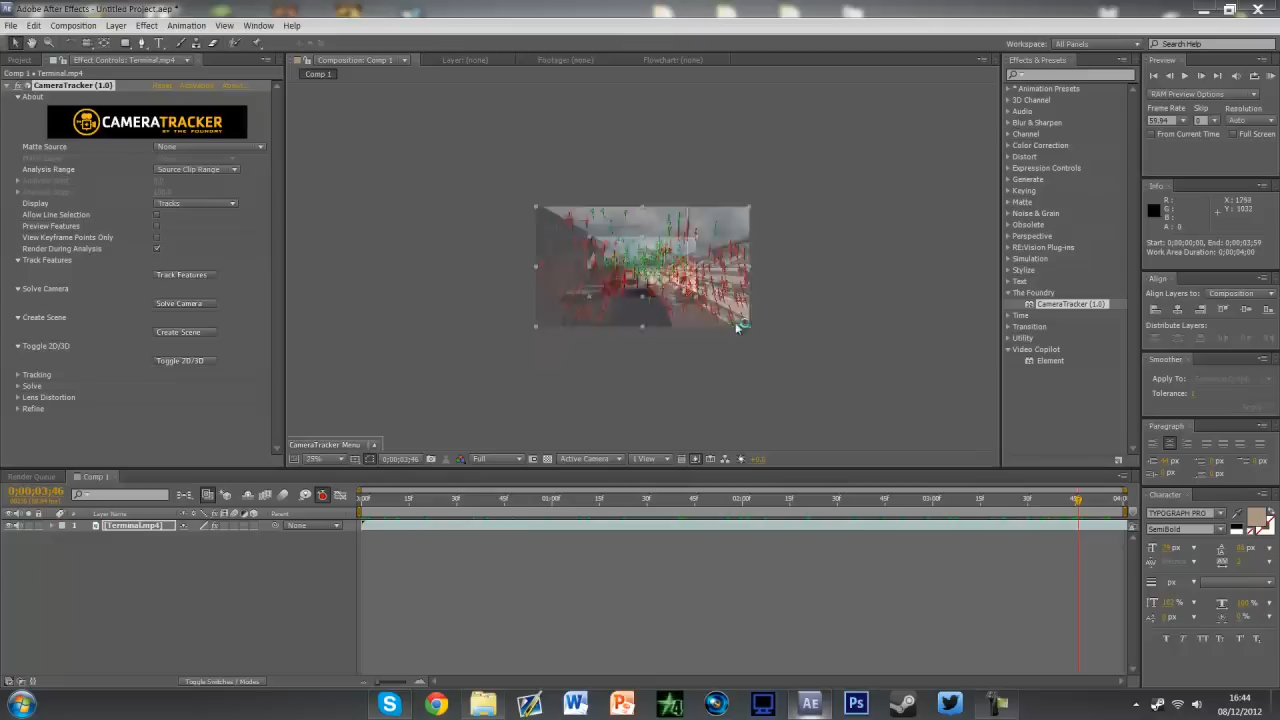 Adobe After Effects - Untitled Project.aep *
File Edit Composition Layer Effect Animation View Window Help
Workspace: All Panels Search Help
Project Effect Controls: Terminal.mp4
Composition: Comp 1 Layer: (none) Footage: (none) Flowchart: (none)
Comp 1 • Terminal.mp4
Comp 1
CameraTracker (1.0) Reset About...
About
CAMERATRACKER
BY THE FOUNDRY
Matte Source None
Analysis Range Source Clip Range
Display Tracks
Allow Line Selection
Preview Features
View Keyframe Points Only
Render During Analysis
Track Features
Track Features
Solve Camera
Solve Camera
Create Scene
Create Scene
Toggle 2D/3D
Toggle 2D/3D
Tracking
Solve
Lens Distortion
Refine
CameraTracker Menu
25% 0;00;03;46 Full Active Camera 1 View +0.0
Effects & Presets
* Animation Presets
3D Channel
Audio
Blur & Sharpen
Channel
Color Correction
Distort
Expression Controls
Generate
Keying
Matte
Noise & Grain
Obsolete
Perspective
RE:Vision Plug-ins
Simulation
Stylize
Text
The Foundry
CameraTracker (1.0)
Time
Transition
Utility
Video Copilot
Element
Preview
RAM Preview Options
Frame Rate Skip Resolution
59.94 0 Auto
From Current Time Full Screen
Info
R: X: 1793
G: Y: 1032
B:
A: 0
Start: 0;00;00;00, End: 0;00;03;59
Work Area Duration: 0;00;04;00
Align
Align Layers to: Composition
Distribute Layers:
Smoother
Apply To:
Tolerance: 1
Paragraph
Character
TYPOGRAPH PRO
SemiBold
Render Queue Comp 1
0;00;03;46
Layer Name Parent
1 [Terminal.mp4] None
:00f 15f 30f 45f 01:00f 15f 30f 45f 02:00f 15f 30f 45f 03:00f 15f 30f 45f 04:0
Toggle Switches / Modes
16:44
08/12/2012